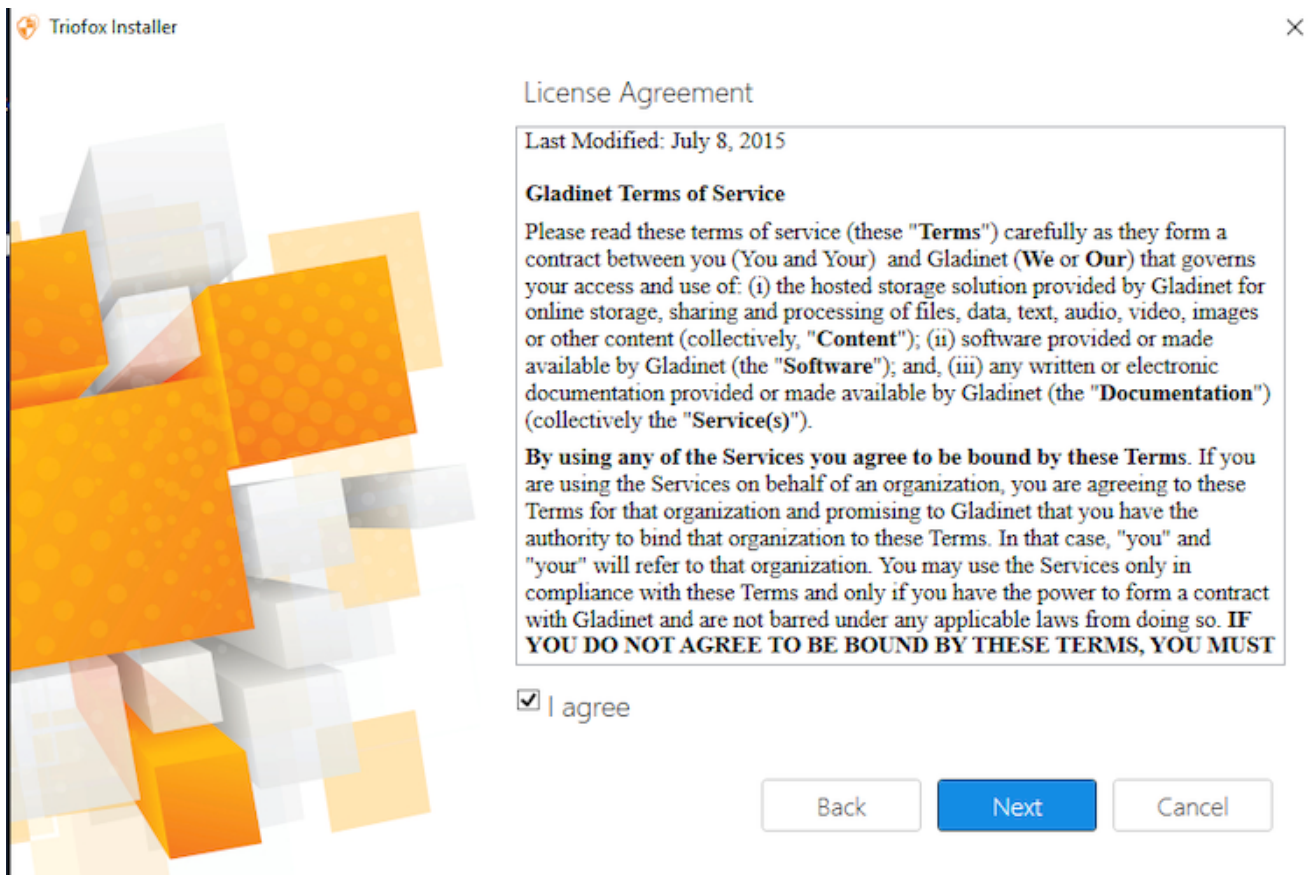 Triofox Installer
License Agreement
Last Modified: July 8, 2015
Gladinet Terms of Service
Please read these terms of service (these "Terms") carefully as they form a
contract between you (You and Your)  and Gladinet (We or Our) that governs
your access and use of: (i) the hosted storage solution provided by Gladinet for
online storage, sharing and processing of files, data, text, audio, video, images
or other content (collectively, "Content"); (ii) software provided or made
available by Gladinet (the "Software"); and, (iii) any written or electronic
documentation provided or made available by Gladinet (the "Documentation")
(collectively the "Service(s)").
By using any of the Services you agree to be bound by these Terms. If you
are using the Services on behalf of an organization, you are agreeing to these
Terms for that organization and promising to Gladinet that you have the
authority to bind that organization to these Terms. In that case, "you" and
"your" will refer to that organization. You may use the Services only in
compliance with these Terms and only if you have the power to form a contract
with Gladinet and are not barred under any applicable laws from doing so. IF
YOU DO NOT AGREE TO BE BOUND BY THESE TERMS, YOU MUST
I agree
Back
Next
Cancel